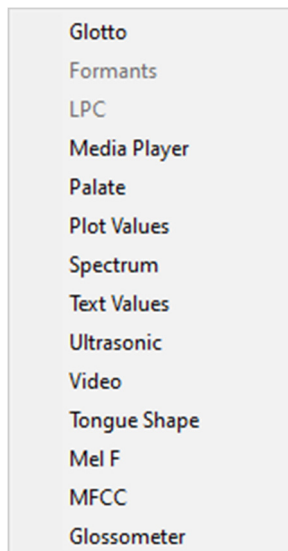 Glotto
Formants
LPC
Media Player
Palate
Plot Values
Spectrum
Text Values
Ultrasonic
Video
Tongue Shape
Mel F
MFCC
Glossometer